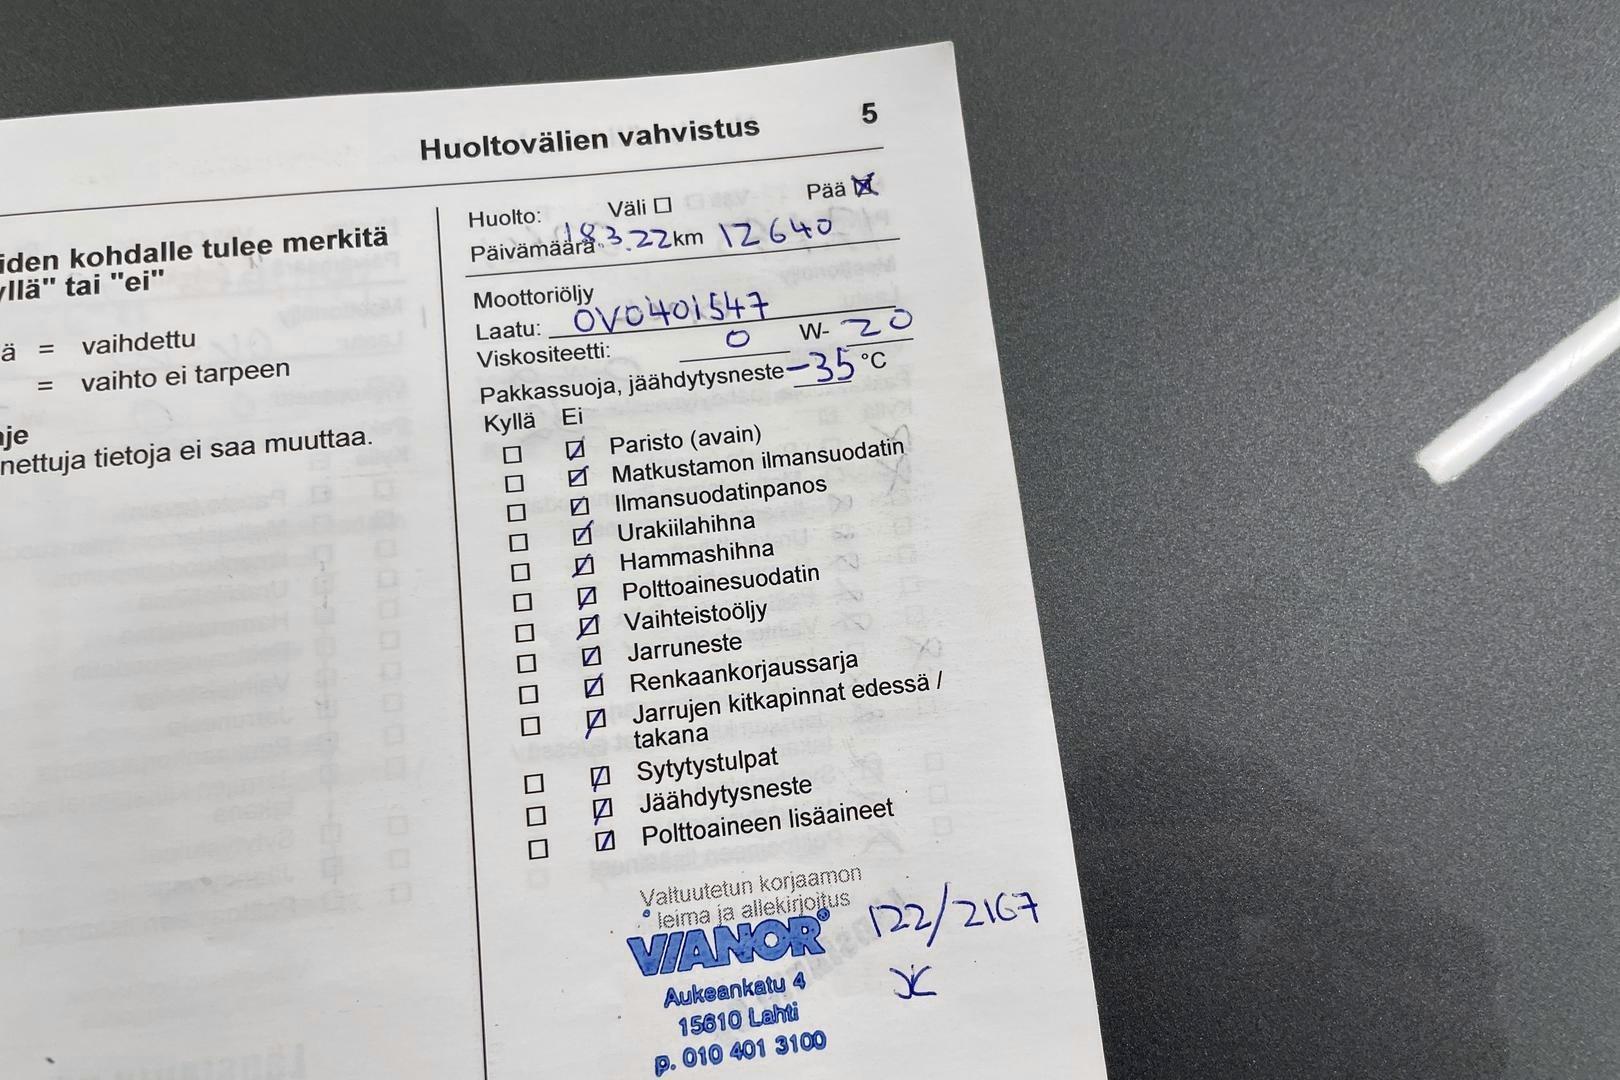 Huoltovälien vahvistus 5
iden kohdalle tulee merkitä
yllä" tai "ei"
ä = vaihdettu
= vaihto ei tarpeen
je
nettuja tietoja ei saa muuttaa.
Huolto: Väli ☐ Pää ☒
Päivämäärä 18.3.22 km 12640
Moottoriöljy
Laatu: OV0401547
Viskositeetti: 0 W- 20
Pakkassuoja, jäähdytysneste -35 °C
Kyllä Ei
☐ ☑ Paristo (avain)
☐ ☑ Matkustamon ilmansuodatin
☐ ☑ Ilmansuodatinpanos
☐ ☑ Urakiilahihna
☐ ☑ Hammashihna
☐ ☑ Polttoainesuodatin
☐ ☑ Vaihteistoöljy
☐ ☑ Jarruneste
☐ ☑ Renkaankorjaussarja
☐ ☑ Jarrujen kitkapinnat edessä /
takana
☐ ☑ Sytytystulpat
☐ ☑ Jäähdytysneste
☐ ☑ Polttoaineen lisäaineet
Valtuutetun korjaamon
leima ja allekirjoitus
VIANOR® 122/2167
Aukeankatu 4
15610 Lahti
p. 010 401 3100